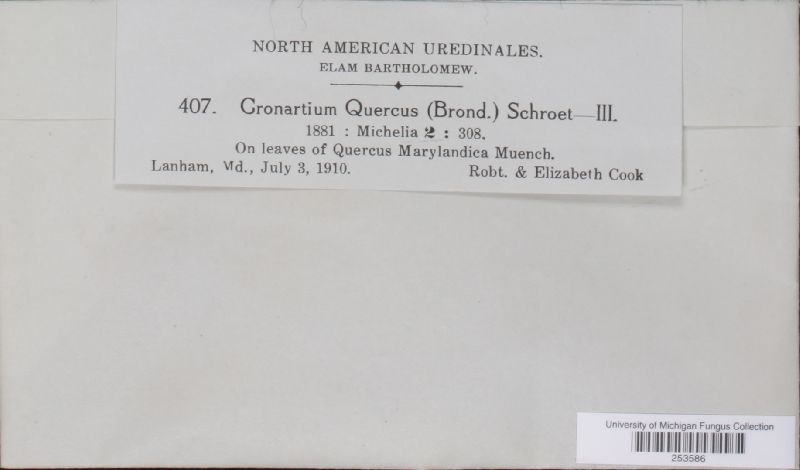 NORTH AMERICAN UREDINALES.
ELAM BARTHOLOMEW.
407. Cronartium Quercus (Brond.) Schroet—III.
1881 : Michelia 2 : 308.
On leaves of Quercus Marylandica Muench.
Lanham, Md., July 3, 1910. Robt. & Elizabeth Cook
University of Michigan Fungus Collection
253586